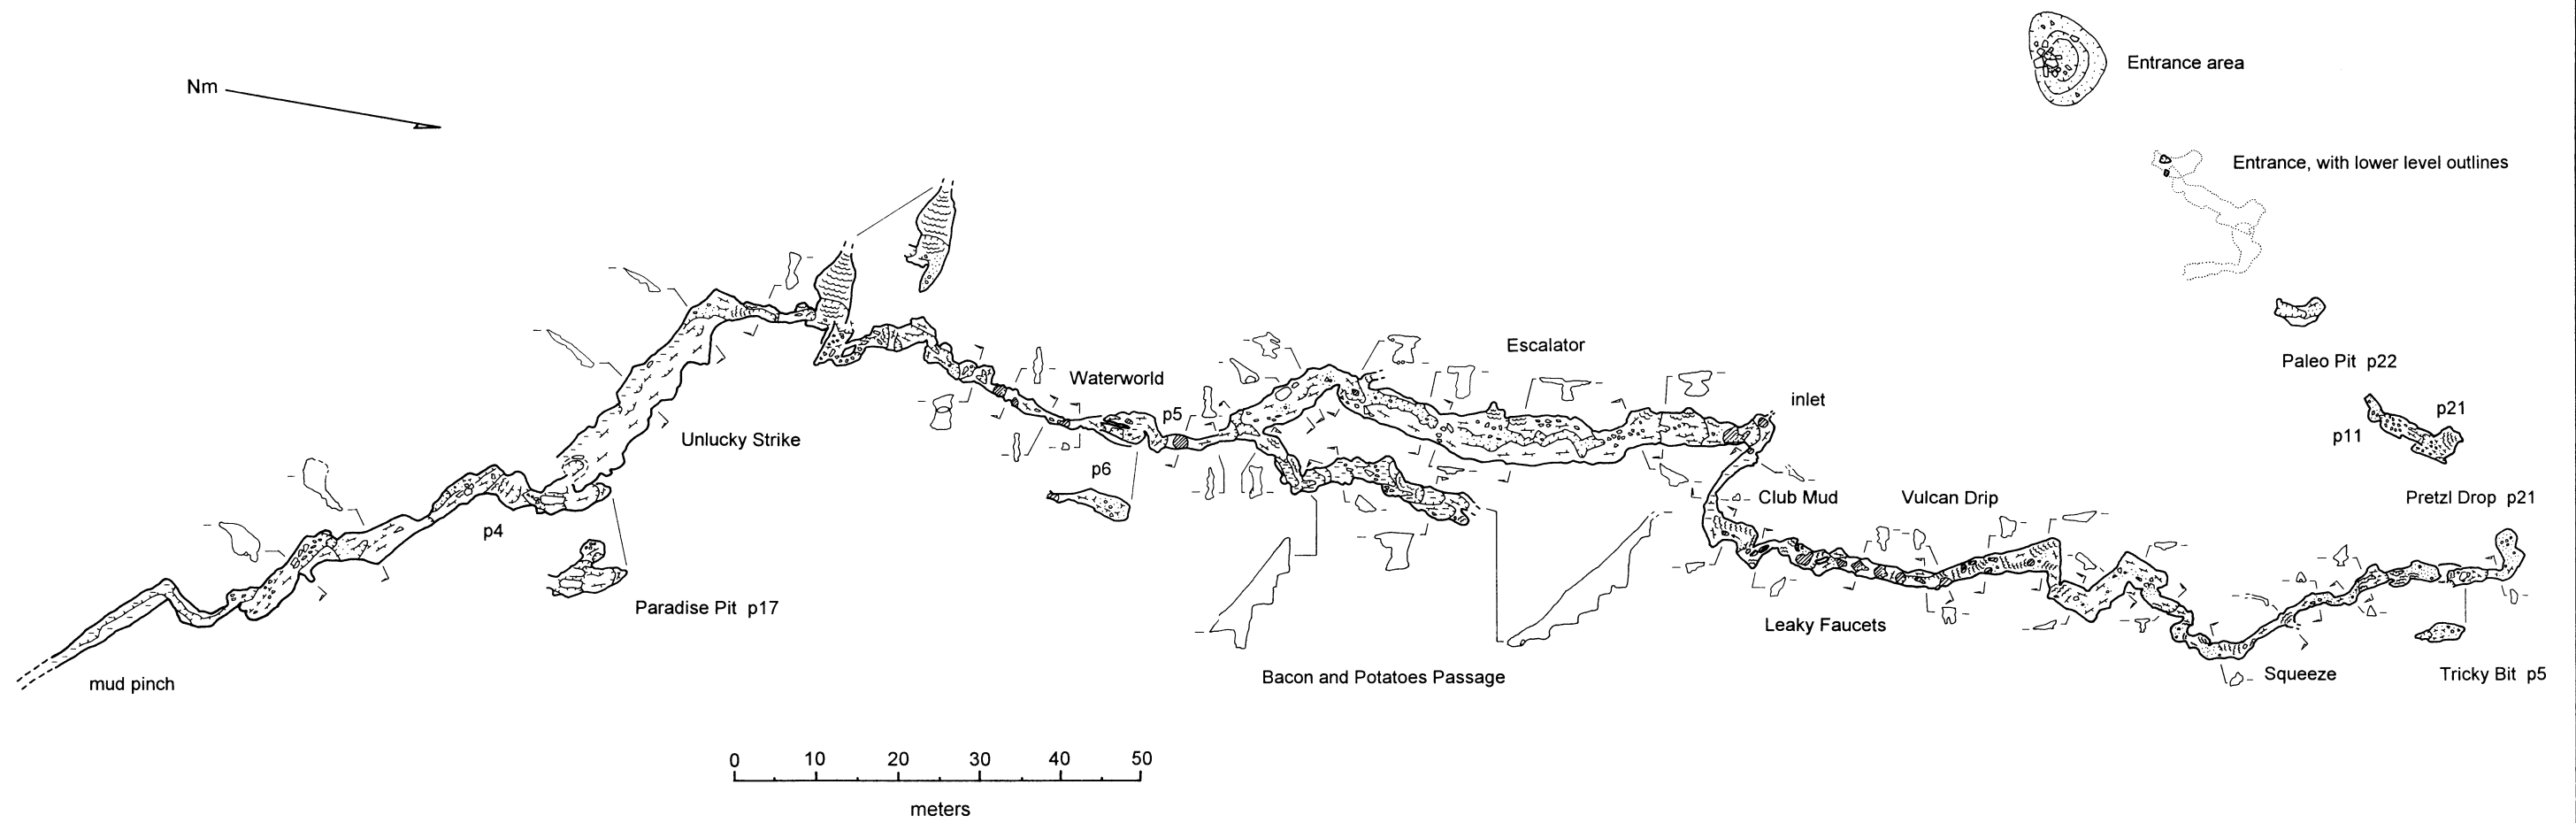 Entrance area
Nm
Entrance, with lower level outlines
Escalator
Paleo Pit p22
Waterworld
inlet
p5
p21
p11
Unlucky Strike
p6
Club Mud
Vulcan Drip
Pretzl Drop p21
p4
Paradise Pit p17
Leaky Faucets
mud pinch
Bacon and Potatoes Passage
Squeeze
Tricky Bit p5
0 10 20 30 40 50
meters